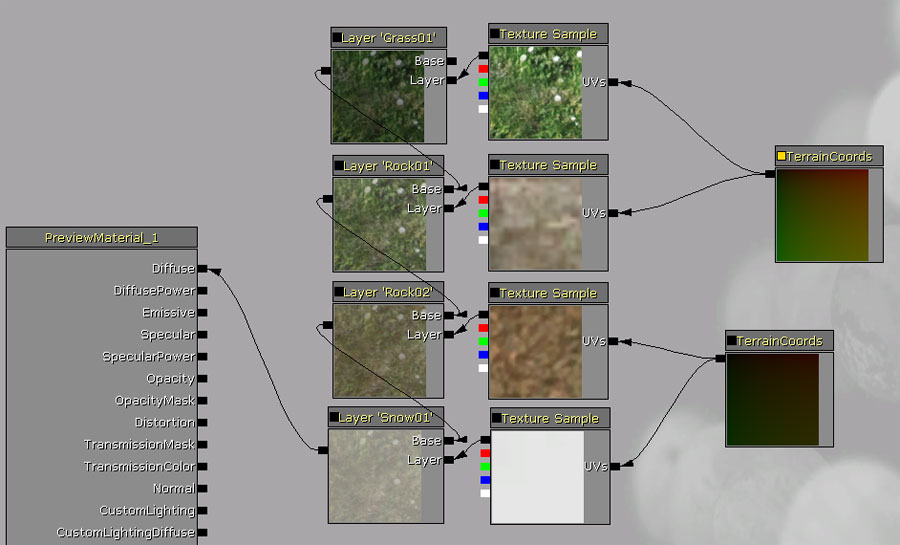 PreviewMaterial_1
Diffuse
DiffusePower
Emissive
Specular
SpecularPower
Opacity
OpacityMask
Distortion
TransmissionMask
TransmissionColor
Normal
CustomLighting
CustomLightingDiffuse
Layer 'Grass01'
Base
Layer
Texture Sample
UVs
Layer 'Rock01'
Base
Layer
Texture Sample
UVs
Layer 'Rock02'
Base
Layer
Texture Sample
UVs
Layer 'Snow01'
Base
Layer
Texture Sample
UVs
TerrainCoords
TerrainCoords